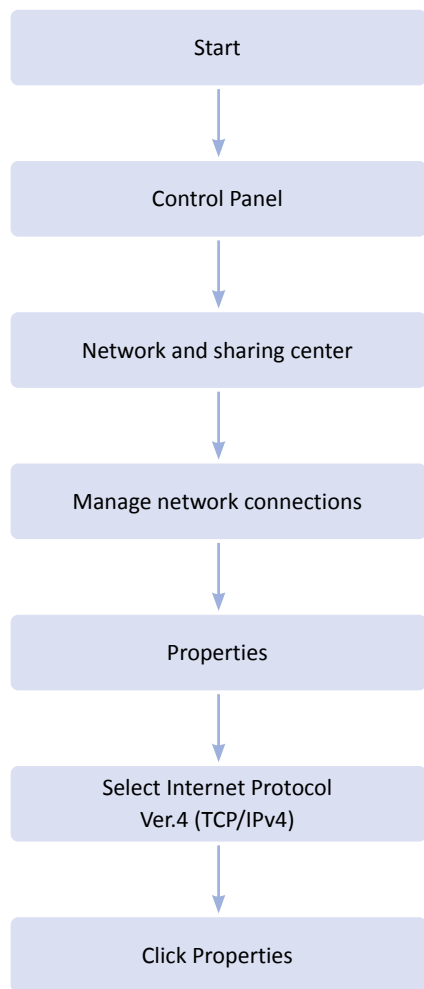 Start
Control Panel
Network and sharing center
Manage network connections
Properties
Select Internet Protocol
Ver.4 (TCP/IPv4)
Click Properties